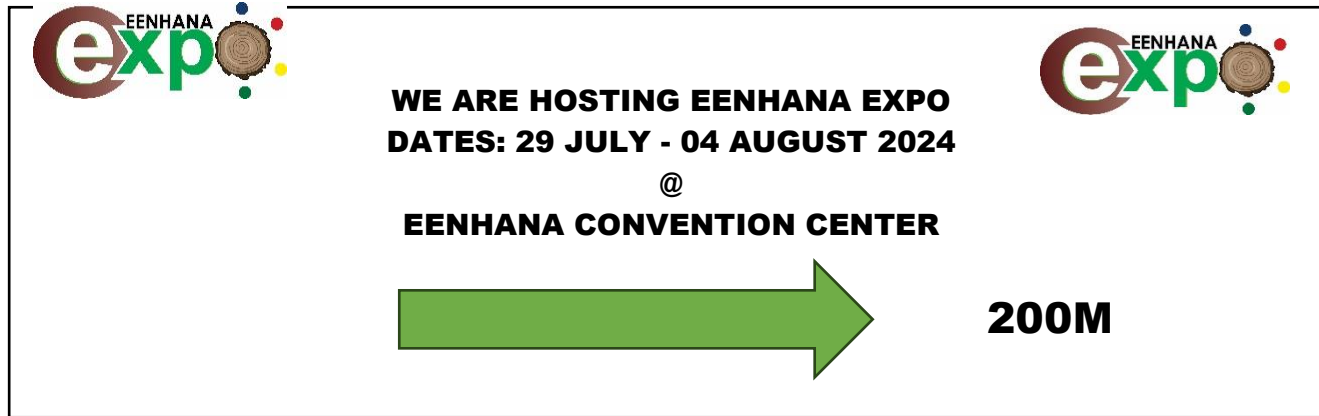 EENHANA
expo
EENHANA
expo
WE ARE HOSTING EENHANA EXPO
DATES: 29 JULY - 04 AUGUST 2024
@
EENHANA CONVENTION CENTER
200M